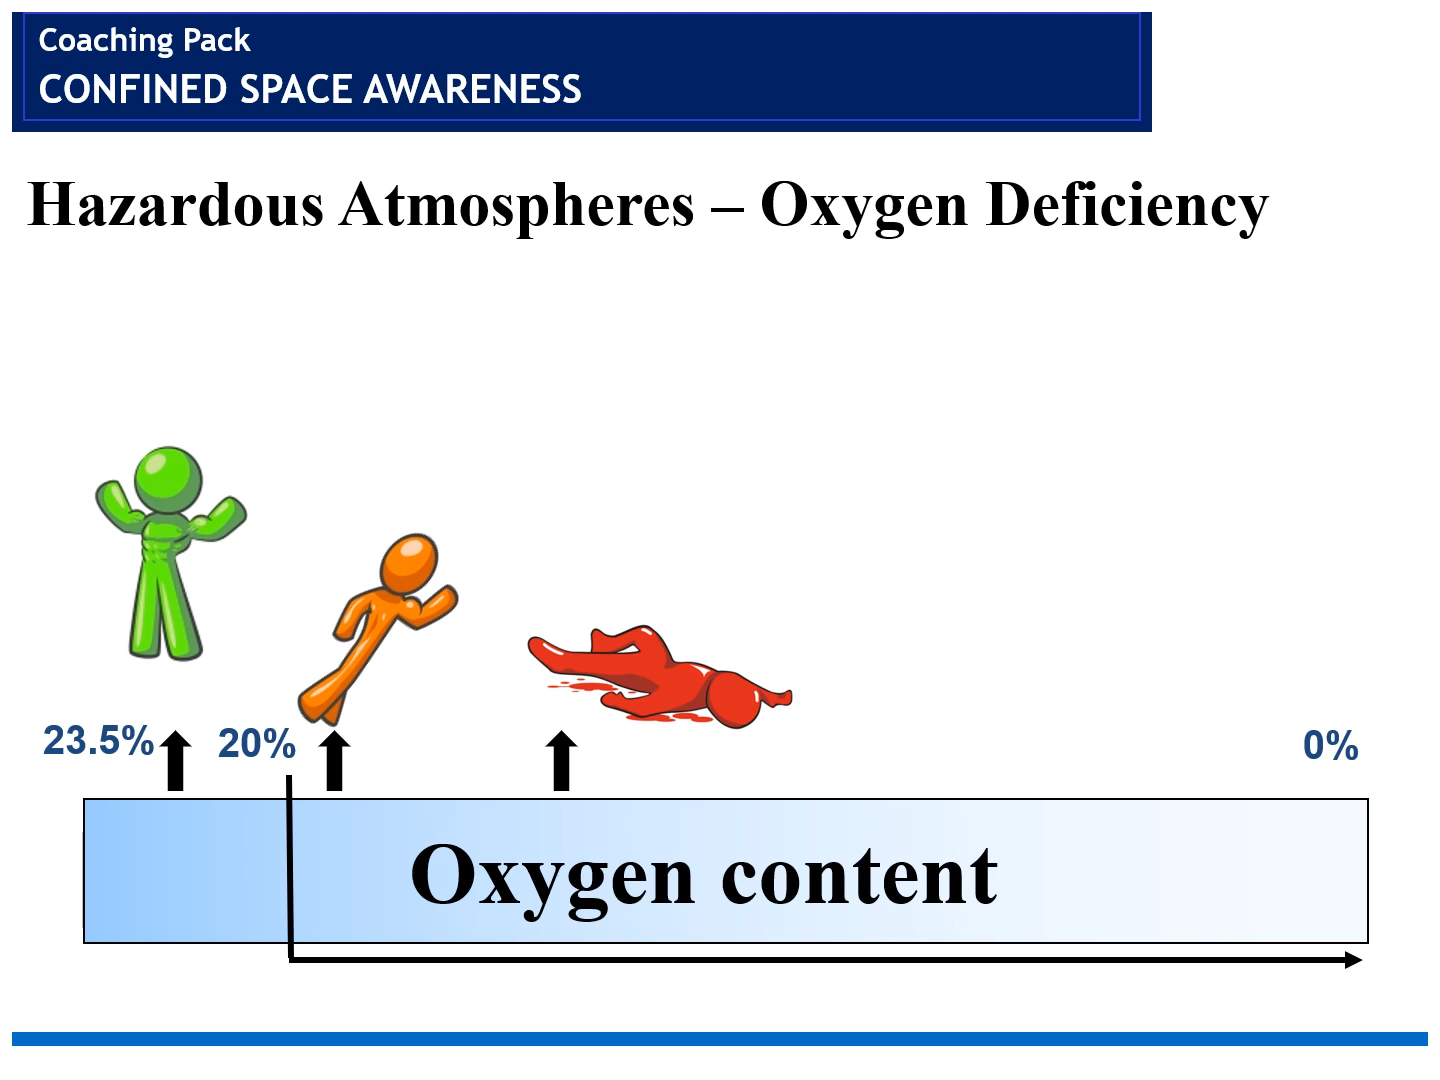 Coaching Pack
CONFINED SPACE AWARENESS
Hazardous Atmospheres – Oxygen Deficiency
23.5% 20% 0%
Oxygen content